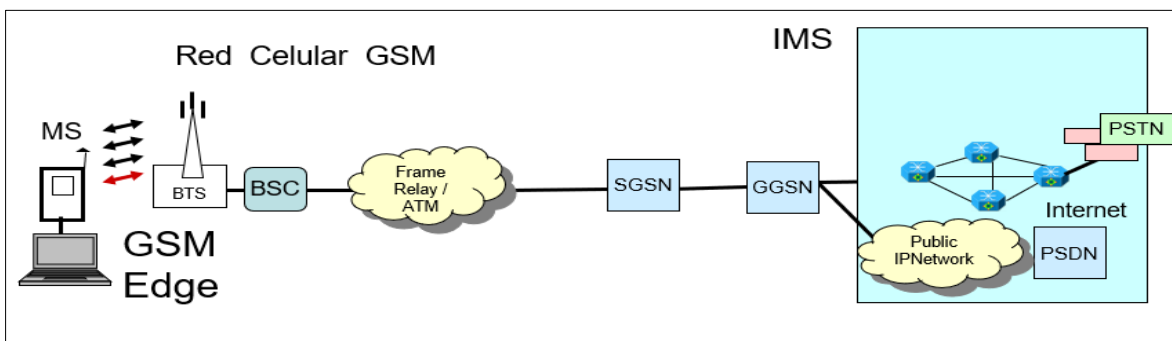 IMS
Red Celular GSM
MS
PSTN
BTS
BSC
Frame
Relay /
ATM
SGSN
GGSN
Internet
Public
IPNetwork
PSDN
GSM
Edge